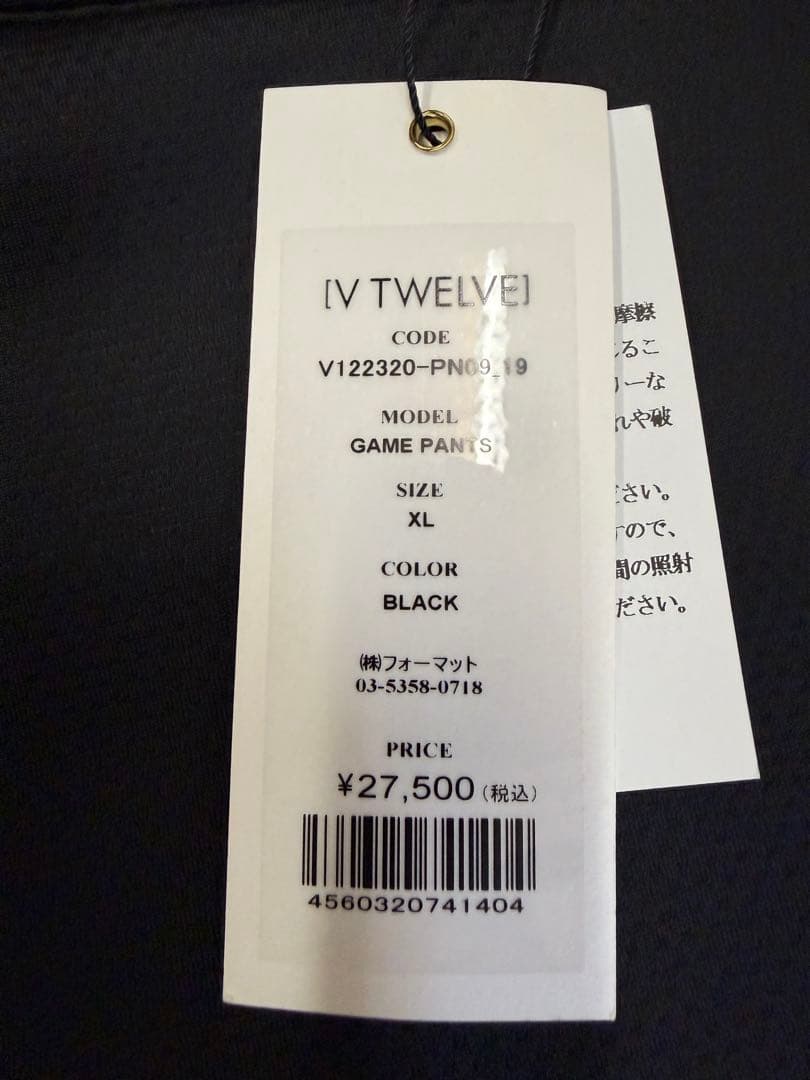 [V TWELVE]
CODE
V122320-PN09_19
MODEL
GAME PANTS
SIZE
XL
COLOR
BLACK
㈱フォーマット
03-5358-0718
PRICE
¥27,500(税込)
4560320741404
摩擦
るこ
ーな
れや破
さい。
ので、
間の照射
ださい。